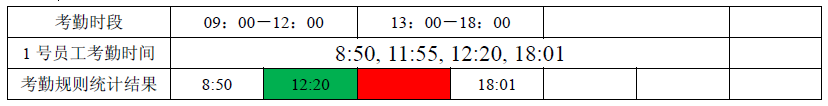 考勤时段 09：00－12：00 13：00－18：00
1 号员工考勤时间 8:50, 11:55, 12:20, 18:01
考勤规则统计结果 8:50 12:20 18:01